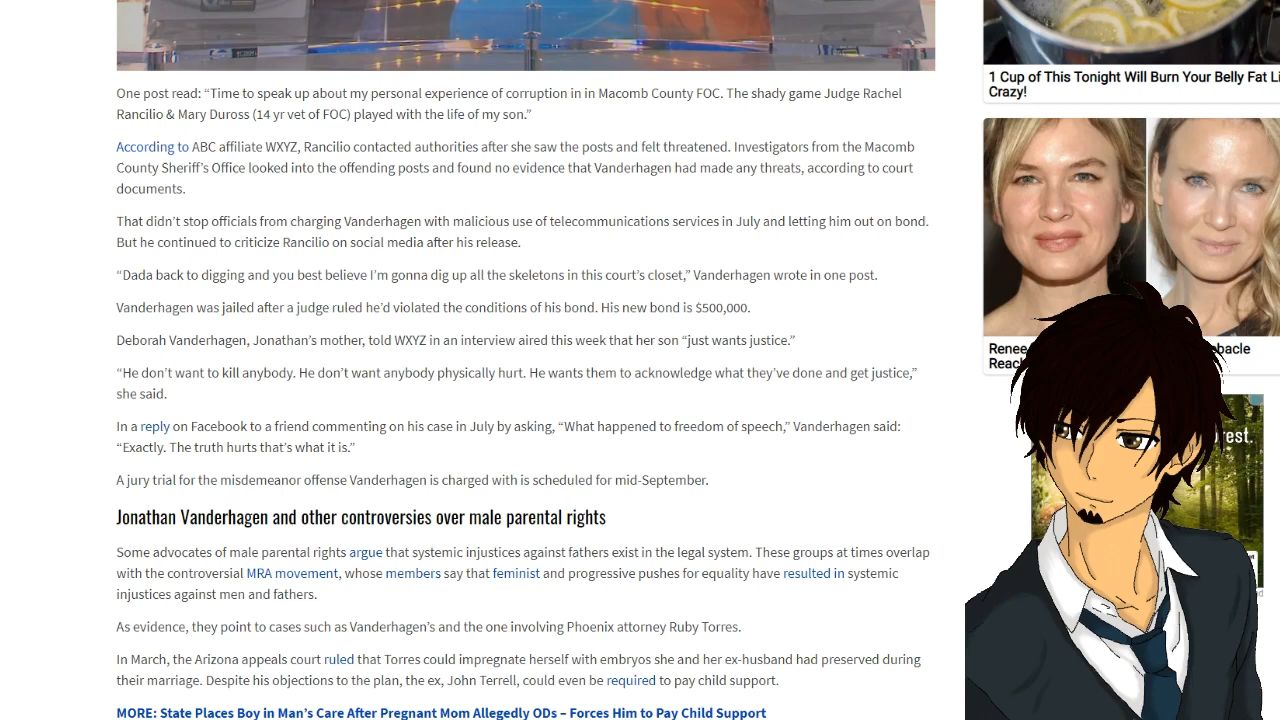 One post read: “Time to speak up about my personal experience of corruption in in Macomb County FOC. The shady game Judge Rachel
Rancilio & Mary Duross (14 yr vet of FOC) played with the life of my son.”
According to ABC affiliate WXYZ, Rancilio contacted authorities after she saw the posts and felt threatened. Investigators from the Macomb
County Sheriff’s Office looked into the offending posts and found no evidence that Vanderhagen had made any threats, according to court
documents.
That didn’t stop officials from charging Vanderhagen with malicious use of telecommunications services in July and letting him out on bond.
But he continued to criticize Rancilio on social media after his release.
“Dada back to digging and you best believe I’m gonna dig up all the skeletons in this court’s closet,” Vanderhagen wrote in one post.
Vanderhagen was jailed after a judge ruled he’d violated the conditions of his bond. His new bond is $500,000.
Deborah Vanderhagen, Jonathan’s mother, told WXYZ in an interview aired this week that her son “just wants justice.”
“He don’t want to kill anybody. He don’t want anybody physically hurt. He wants them to acknowledge what they’ve done and get justice,”
she said.
In a reply on Facebook to a friend commenting on his case in July by asking, “What happened to freedom of speech,” Vanderhagen said:
“Exactly. The truth hurts that’s what it is.”
A jury trial for the misdemeanor offense Vanderhagen is charged with is scheduled for mid-September.
Jonathan Vanderhagen and other controversies over male parental rights
Some advocates of male parental rights argue that systemic injustices against fathers exist in the legal system. These groups at times overlap
with the controversial MRA movement, whose members say that feminist and progressive pushes for equality have resulted in systemic
injustices against men and fathers.
As evidence, they point to cases such as Vanderhagen’s and the one involving Phoenix attorney Ruby Torres.
In March, the Arizona appeals court ruled that Torres could impregnate herself with embryos she and her ex-husband had preserved during
their marriage. Despite his objections to the plan, the ex, John Terrell, could even be required to pay child support.
MORE: State Places Boy in Man’s Care After Pregnant Mom Allegedly ODs – Forces Him to Pay Child Support
1 Cup of This Tonight Will Burn Your Belly Fat Li
Crazy!
Renee
bacle
Reac
rest.